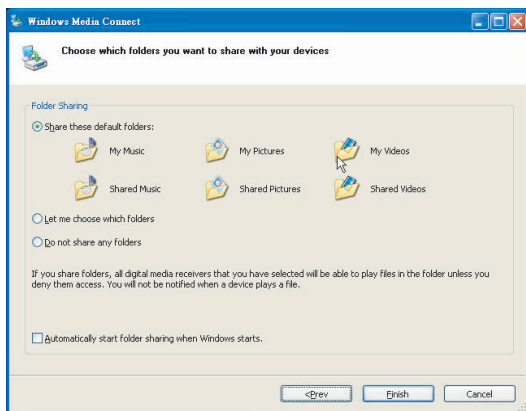 Windows Media Connect
Choose which folders you want to share with your devices
Folder Sharing
Share these default folders:
My Music My Pictures My Videos
Shared Music Shared Pictures Shared Videos
Let me choose which folders
Do not share any folders
If you share folders, all digital media receivers that you have selected will be able to play files in the folder unless you
deny them access. You will not be notified when a device plays a file.
Automatically start folder sharing when Windows starts.
<Prev Finish Cancel